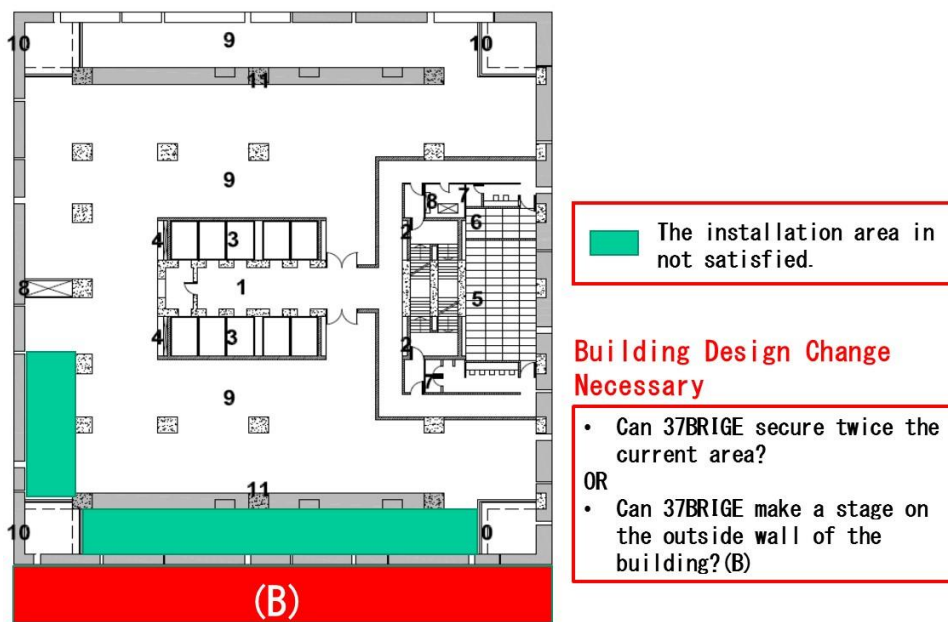 10
9
10
11
9
8
7
6
2
4
3
1
5
8
4
3
2
7
9
11
10
0
(B)
The installation area in
not satisfied.
Building Design Change
Necessary
• Can 37BRIGE secure twice the
current area?
OR
• Can 37BRIGE make a stage on
the outside wall of the
building?(B)